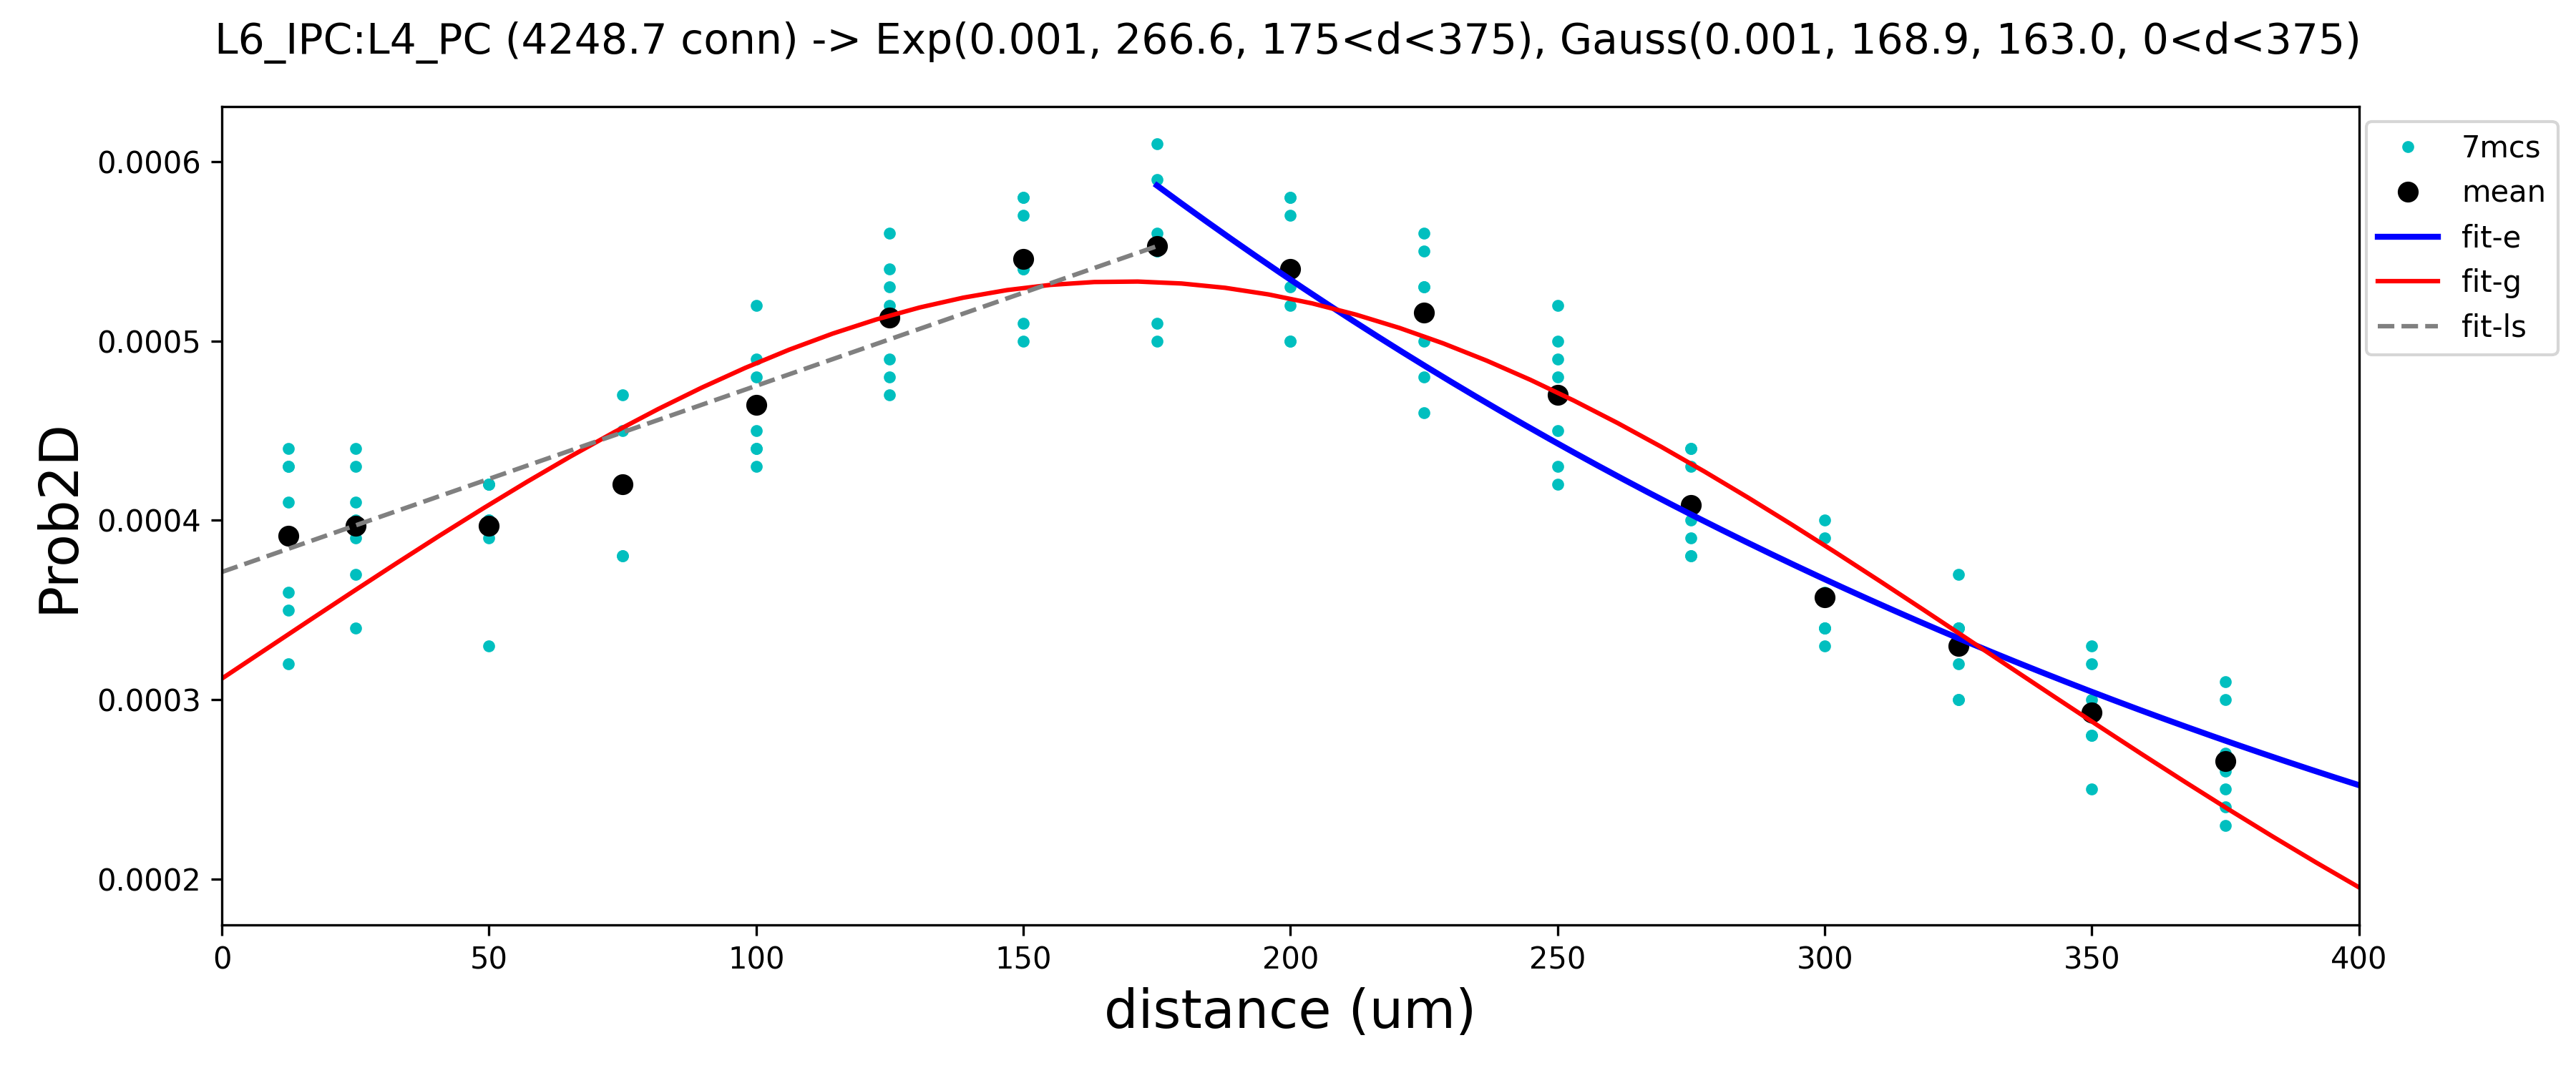 L6_IPC:L4_PC (4248.7 conn) -> Exp(0.001, 266.6, 175<d<375), Gauss(0.001, 168.9, 163.0, 0<d<375)
7mcs
mean
fit-e
fit-g
fit-ls
Prob2D
0.0006
0.0005
0.0004
0.0003
0.0002
0 50 100 150 200 250 300 350 400
distance (um)